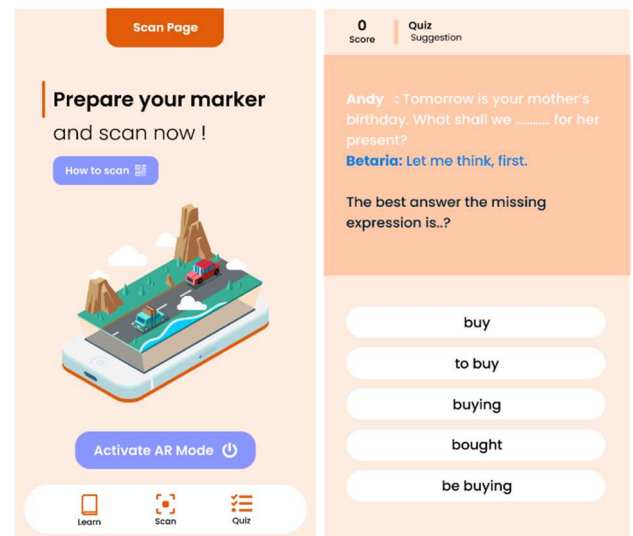 Scan Page
Prepare your marker
and scan now !
How to scan
Activate AR Mode
Learn
Scan
Quiz
0
Score
Quiz
Suggestion
Andy : Tomorrow is your mother's
birthday. What shall we ............ for her
present?
Betaria: Let me think, first.
The best answer the missing
expression is..?
buy
to buy
buying
bought
be buying